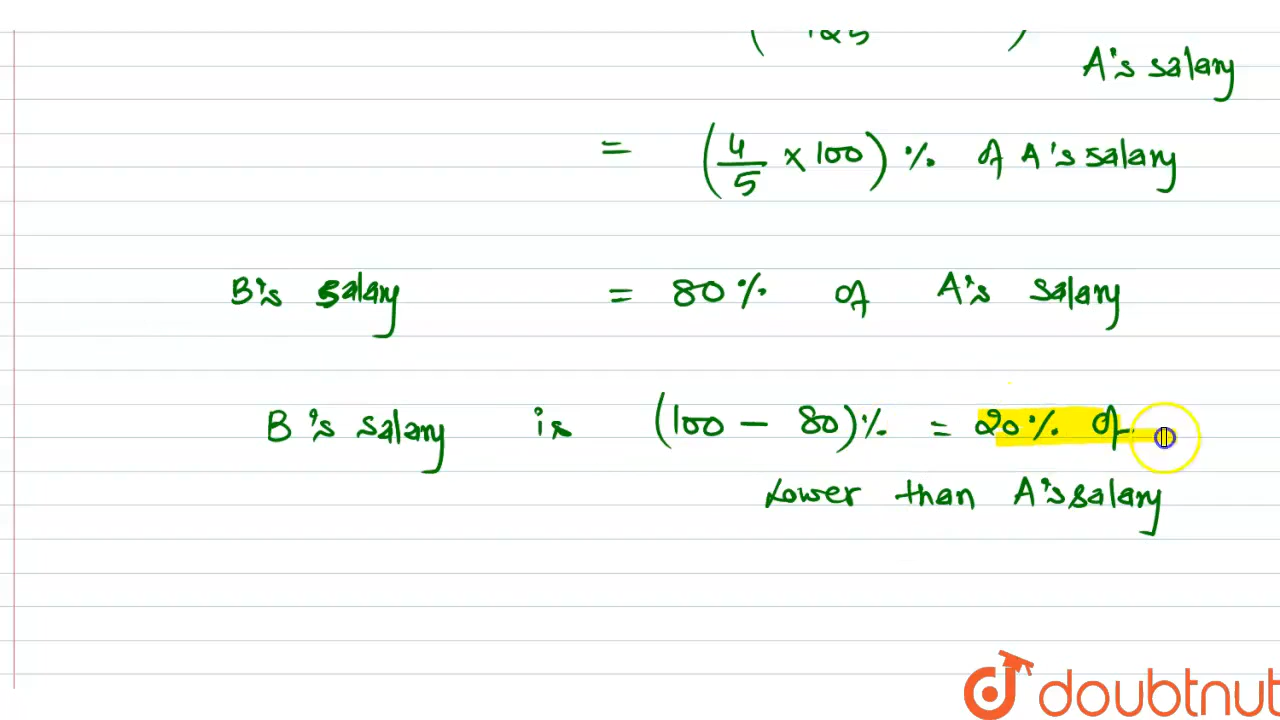 ( 125 )
A's salary
= (4/5 × 100) % of A's salary
B's salary = 80% of A's salary
B's salary is (100 - 80)% = 20% of
Lower than A's salary
doubtnut